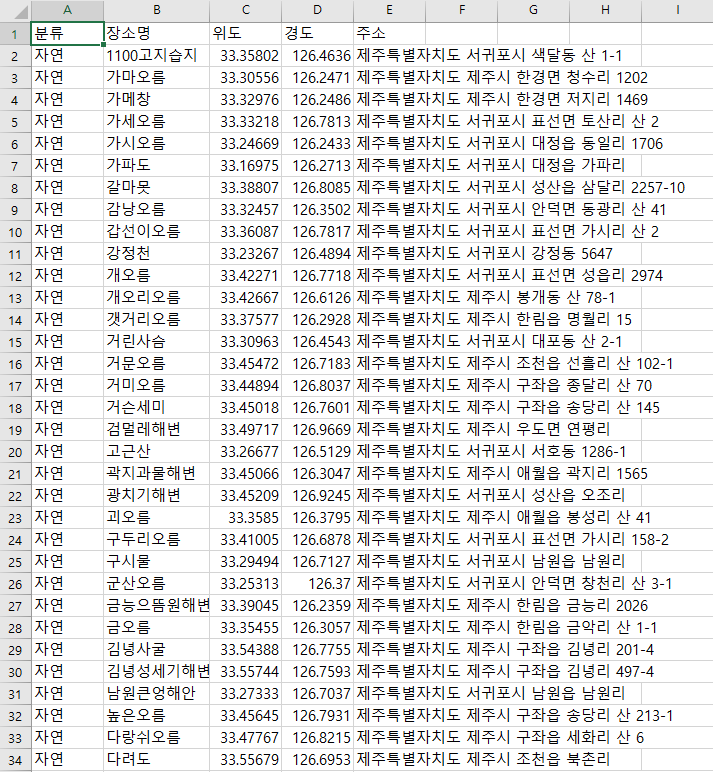 A B C D E F G H I
1 분류 장소명 위도 경도 주소
2 자연 1100고지습지 33.35802 126.4636 제주특별자치도 서귀포시 색달동 산 1-1
3 자연 가마오름 33.30556 126.2471 제주특별자치도 제주시 한경면 청수리 1202
4 자연 가메창 33.32976 126.2486 제주특별자치도 제주시 한경면 저지리 1469
5 자연 가세오름 33.33218 126.7813 제주특별자치도 서귀포시 표선면 토산리 산 2
6 자연 가시오름 33.24669 126.2433 제주특별자치도 서귀포시 대정읍 동일리 1706
7 자연 가파도 33.16975 126.2713 제주특별자치도 서귀포시 대정읍 가파리
8 자연 갈마못 33.38807 126.8085 제주특별자치도 서귀포시 성산읍 삼달리 2257-10
9 자연 감낭오름 33.32457 126.3502 제주특별자치도 서귀포시 안덕면 동광리 산 41
10 자연 갑선이오름 33.36087 126.7817 제주특별자치도 서귀포시 표선면 가시리 산 2
11 자연 강정천 33.23267 126.4894 제주특별자치도 서귀포시 강정동 5647
12 자연 개오름 33.42271 126.7718 제주특별자치도 서귀포시 표선면 성읍리 2974
13 자연 개오리오름 33.42667 126.6126 제주특별자치도 제주시 봉개동 산 78-1
14 자연 갯거리오름 33.37577 126.2928 제주특별자치도 제주시 한림읍 명월리 15
15 자연 거린사슴 33.30963 126.4543 제주특별자치도 서귀포시 대포동 산 2-1
16 자연 거문오름 33.45472 126.7183 제주특별자치도 제주시 조천읍 선흘리 산 102-1
17 자연 거미오름 33.44894 126.8037 제주특별자치도 제주시 구좌읍 종달리 산 70
18 자연 거슨세미 33.45018 126.7601 제주특별자치도 제주시 구좌읍 송당리 산 145
19 자연 검멀레해변 33.49717 126.9669 제주특별자치도 제주시 우도면 연평리
20 자연 고근산 33.26677 126.5129 제주특별자치도 서귀포시 서호동 1286-1
21 자연 곽지과물해변 33.45066 126.3047 제주특별자치도 제주시 애월읍 곽지리 1565
22 자연 광치기해변 33.45209 126.9245 제주특별자치도 서귀포시 성산읍 오조리
23 자연 괴오름 33.3585 126.3795 제주특별자치도 제주시 애월읍 봉성리 산 41
24 자연 구두리오름 33.41005 126.6878 제주특별자치도 서귀포시 표선면 가시리 158-2
25 자연 구시물 33.29494 126.7127 제주특별자치도 서귀포시 남원읍 남원리
26 자연 군산오름 33.25313 126.37 제주특별자치도 서귀포시 안덕면 창천리 산 3-1
27 자연 금능으뜸원해변 33.39045 126.2359 제주특별자치도 제주시 한림읍 금능리 2026
28 자연 금오름 33.35455 126.3057 제주특별자치도 제주시 한림읍 금악리 산 1-1
29 자연 김녕사굴 33.54388 126.7755 제주특별자치도 제주시 구좌읍 김녕리 201-4
30 자연 김녕성세기해변 33.55744 126.7593 제주특별자치도 제주시 구좌읍 김녕리 497-4
31 자연 남원큰엉해안 33.27333 126.7037 제주특별자치도 서귀포시 남원읍 남원리
32 자연 높은오름 33.45645 126.7931 제주특별자치도 제주시 구좌읍 송당리 산 213-1
33 자연 다랑쉬오름 33.47767 126.8215 제주특별자치도 제주시 구좌읍 세화리 산 6
34 자연 다려도 33.55679 126.6953 제주특별자치도 제주시 조천읍 북촌리